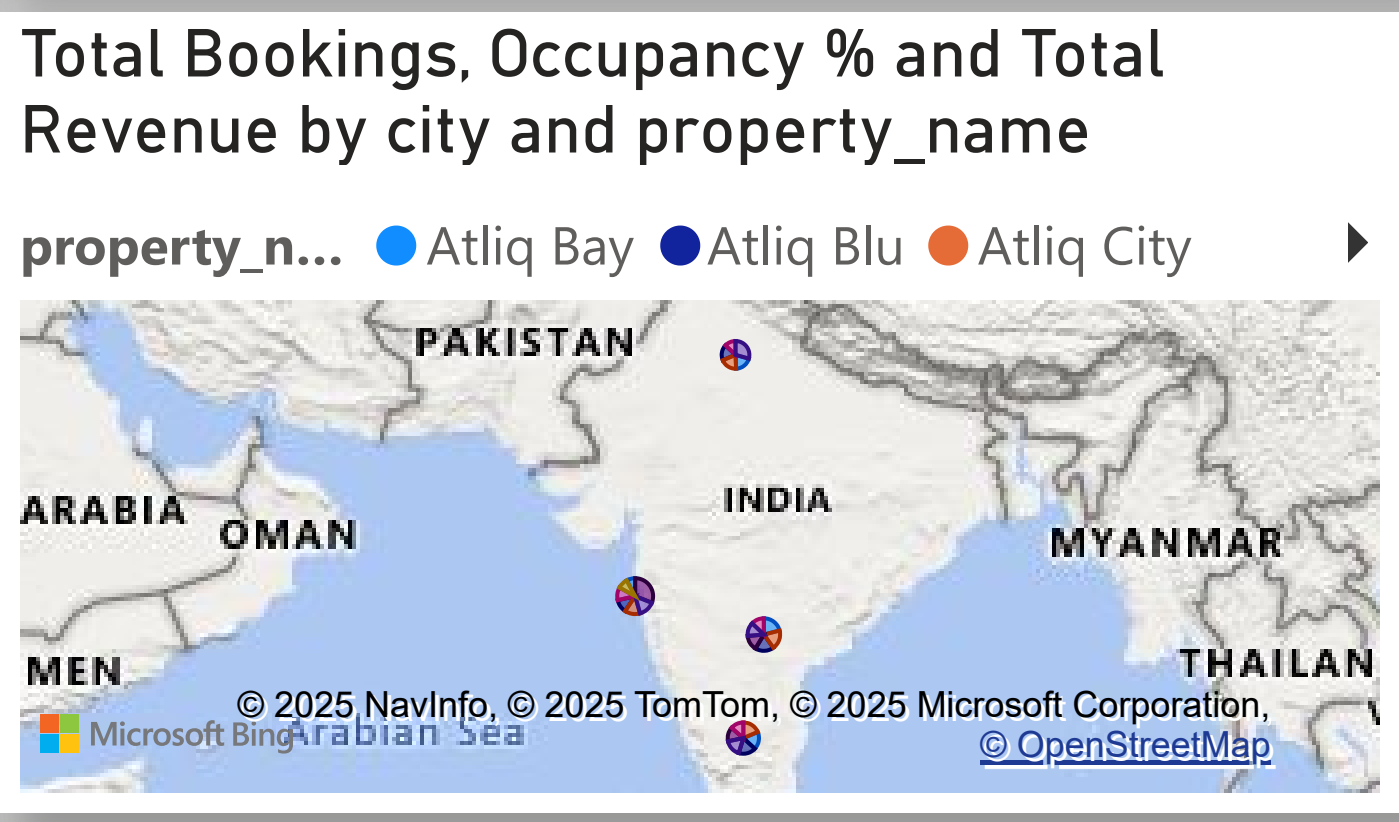 Total Bookings, Occupancy % and Total
Revenue by city and property_name
property_n... Atliq Bay Atliq Blu Atliq City
PAKISTAN
INDIA
ARABIA
OMAN
MYANMAR
MEN
THAILAN
© 2025 NavInfo, © 2025 TomTom, © 2025 Microsoft Corporation,
Microsoft Bing
Arabian Sea
© OpenStreetMap